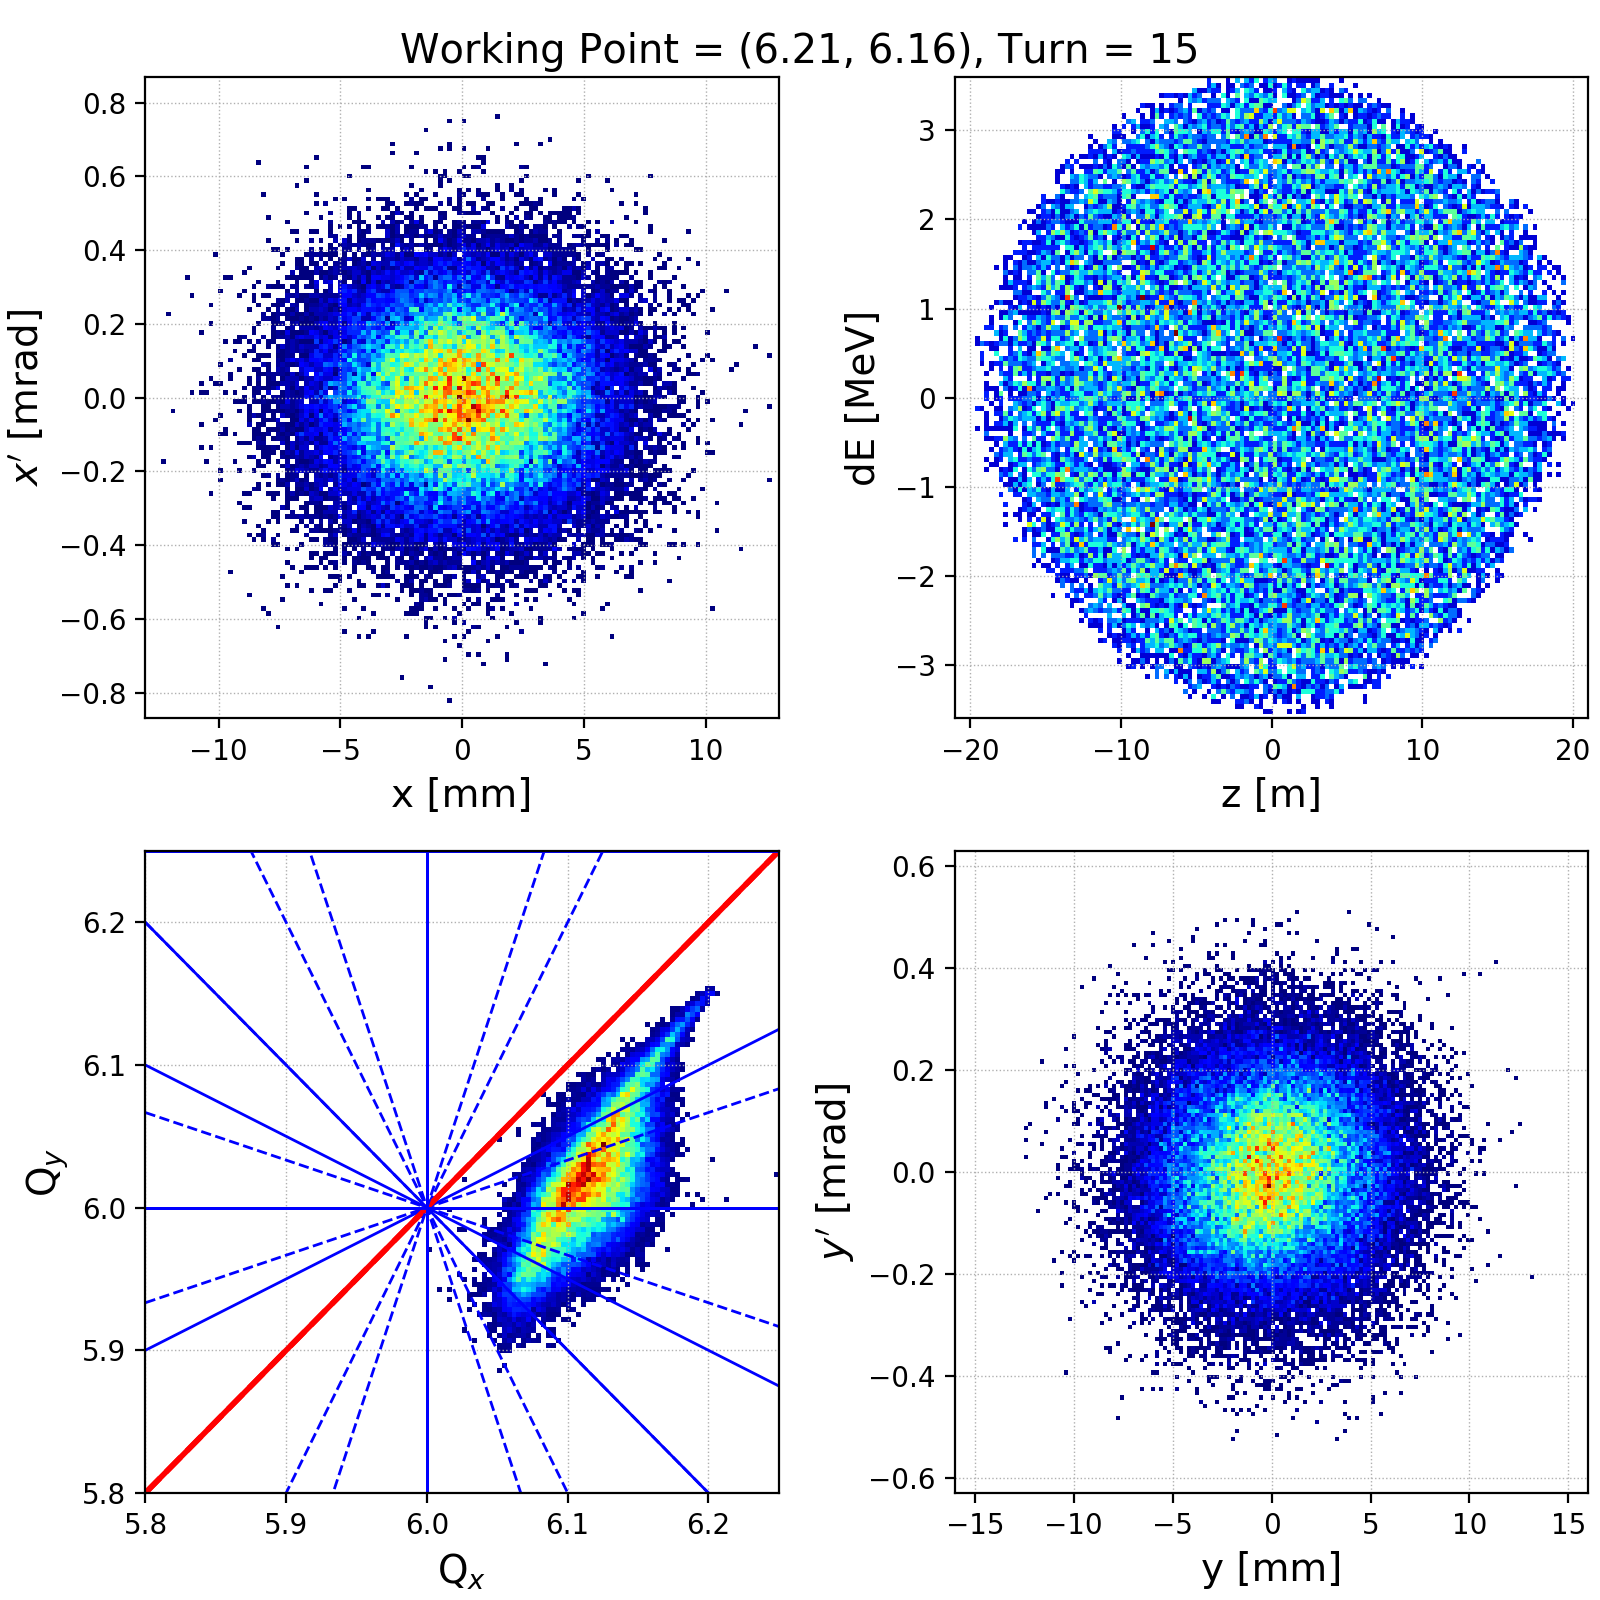 Working Point = (6.21, 6.16), Turn = 15
0.8
0.6
0.4
0.2
0.0
−0.2
−0.4
−0.6
−0.8
x′ [mrad]
−10 −5 0 5 10
x [mm]
3
2
1
0
−1
−2
−3
dE [MeV]
−20 −10 0 10 20
z [m]
6.2
6.1
6.0
5.9
5.8
Qy
5.8 5.9 6.0 6.1 6.2
Qx
0.6
0.4
0.2
0.0
−0.2
−0.4
−0.6
y′ [mrad]
−15 −10 −5 0 5 10 15
y [mm]